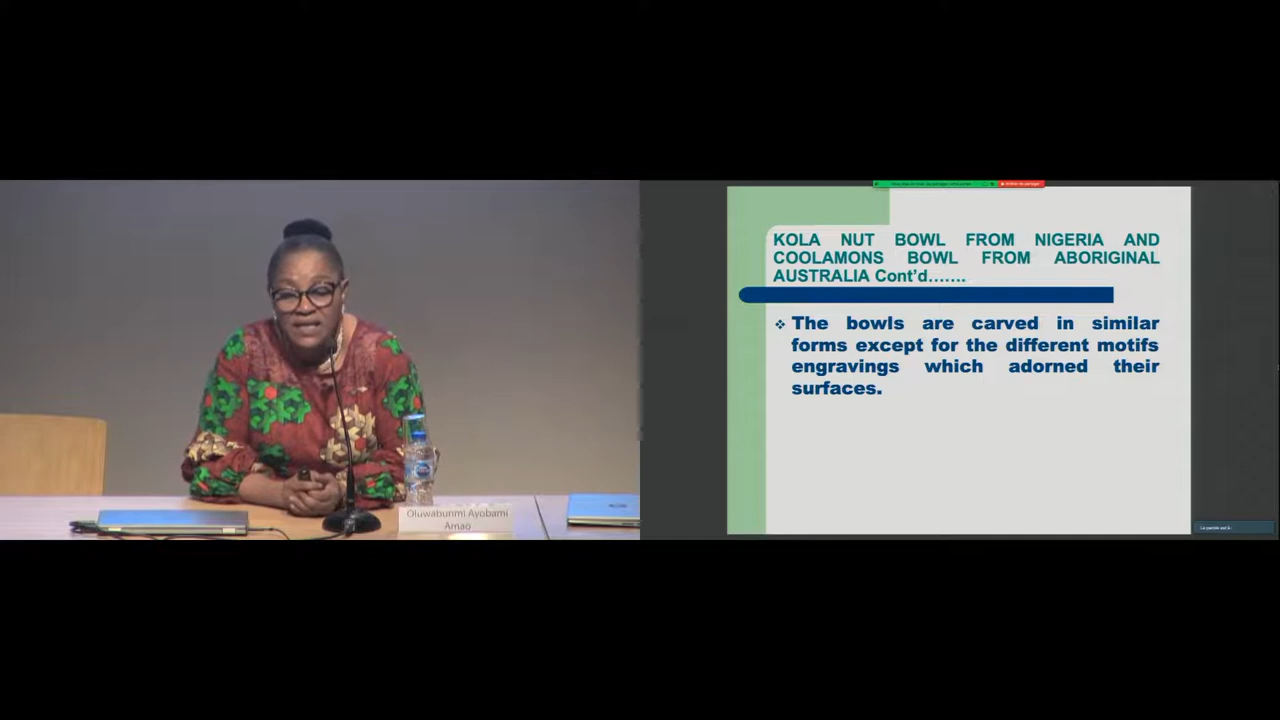 Oluwabunmi Ayobami
Amao
KOLA NUT BOWL FROM NIGERIA AND
COOLAMONS BOWL FROM ABORIGINAL
AUSTRALIA Cont'd.......
❖ The bowls are carved in similar
forms except for the different motifs
engravings which adorned their
surfaces.